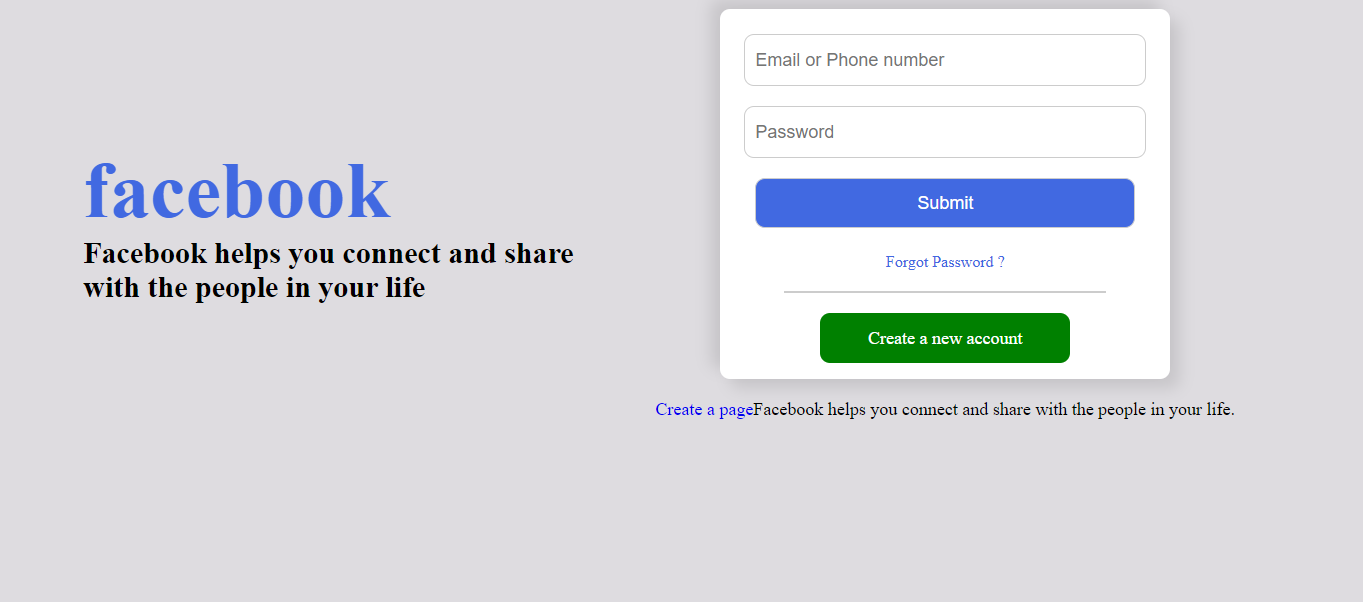 facebook
Facebook helps you connect and share
with the people in your life
Email or Phone number
Password
Submit
Forgot Password ?
Create a new account
Create a pageFacebook helps you connect and share with the people in your life.